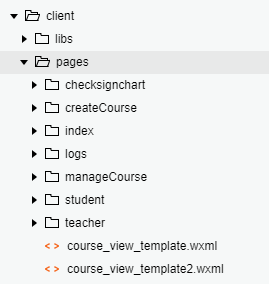 client
libs
pages
checksignchart
createCourse
index
logs
manageCourse
student
teacher
<> course_view_template.wxml
<> course_view_template2.wxml